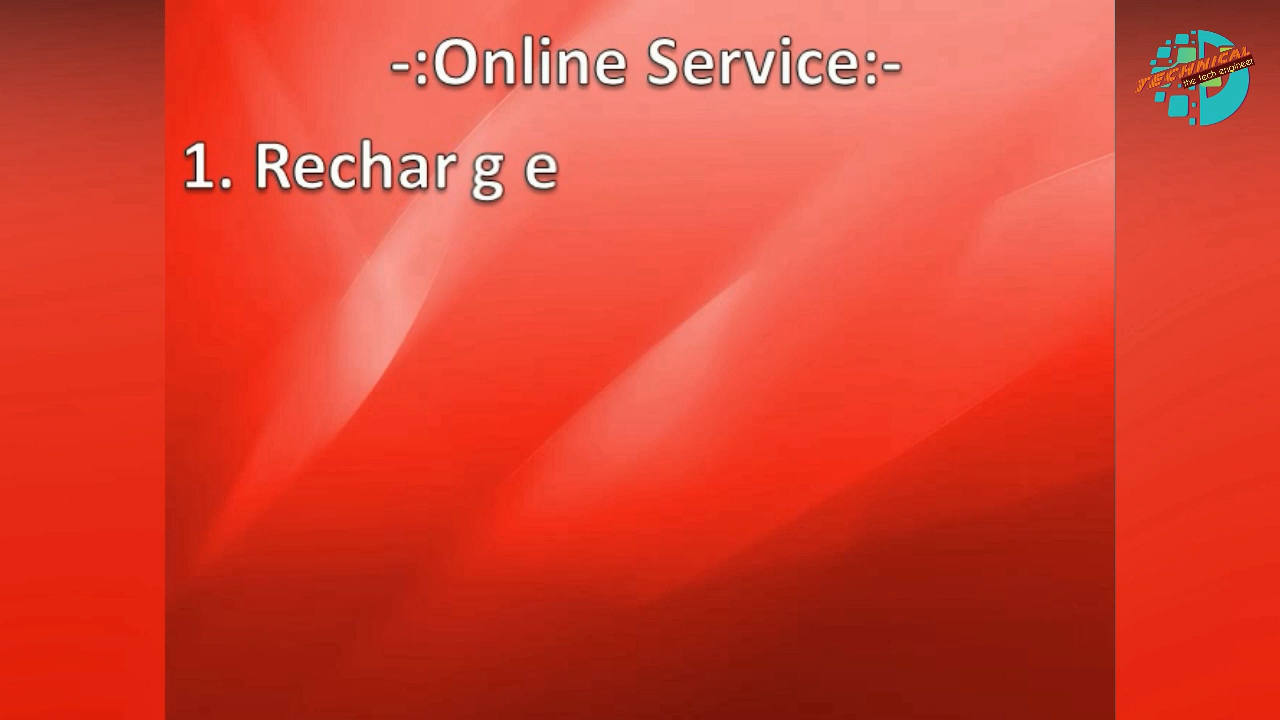 -:Online Service:-
1. Rechar g e
TECHNICAL
the tech engineer